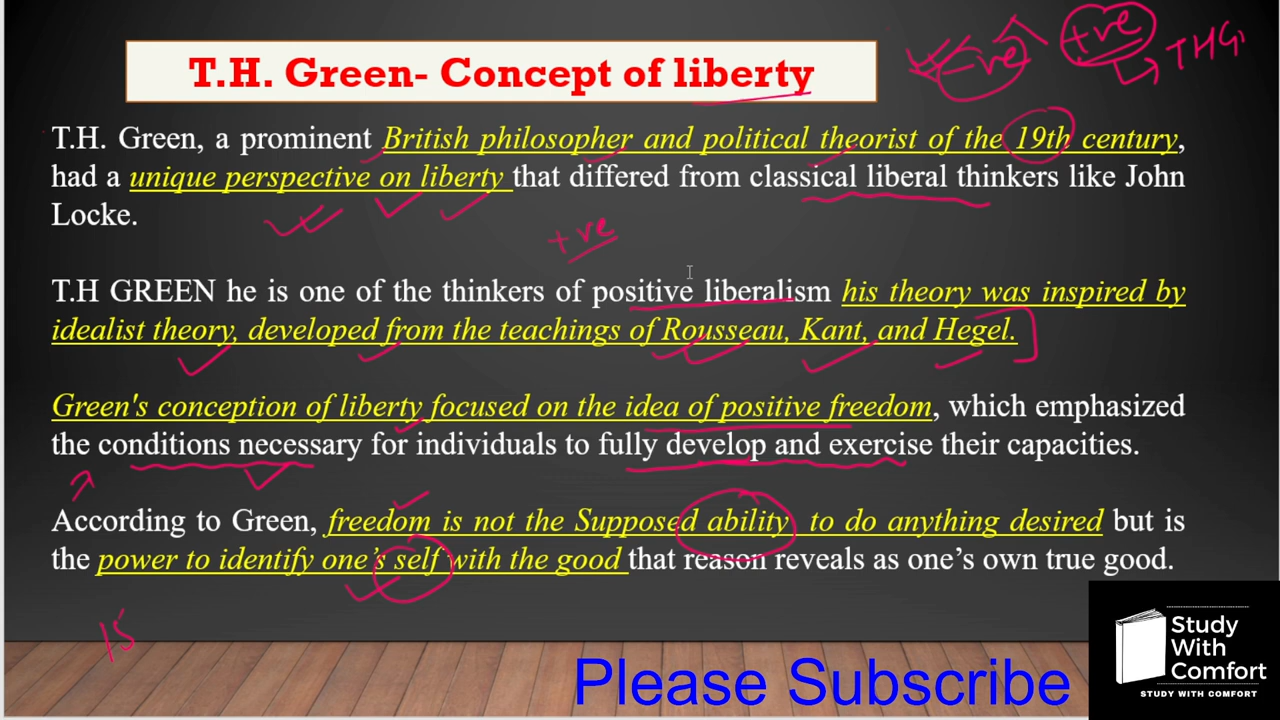 T.H. Green- Concept of liberty
-ve
+ve
THG
T.H. Green, a prominent British philosopher and political theorist of the 19th century,
had a unique perspective on liberty that differed from classical liberal thinkers like John
Locke.
+ve
T.H GREEN he is one of the thinkers of positive liberalism his theory was inspired by
idealist theory, developed from the teachings of Rousseau, Kant, and Hegel.
Green's conception of liberty focused on the idea of positive freedom, which emphasized
the conditions necessary for individuals to fully develop and exercise their capacities.
According to Green, freedom is not the Supposed ability to do anything desired but is
the power to identify one's self with the good that reason reveals as one's own true good.
15
Please Subscribe
Study
With
Comfort
STUDY WITH COMFORT